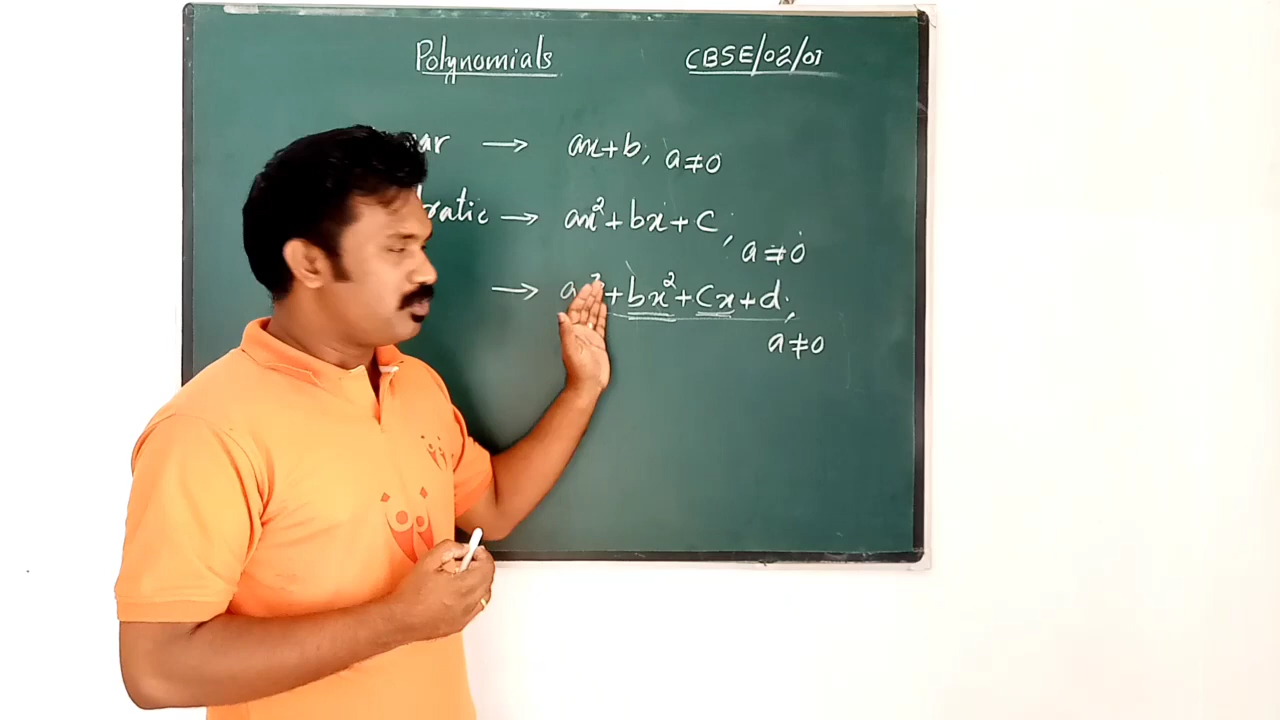 Polynomials CBSE/02/01
ar → ax+b, a≠0
ratic → ax²+bx+c, a≠0
→ a +bx²+cx+d, a≠0